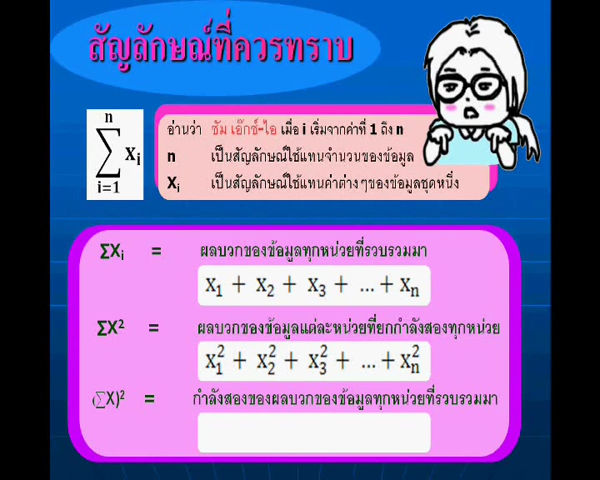 สัญลักษณ์ที่ควรทราบ
n
∑ xᵢ
i=1
อ่านว่า ซัม เอ๊กซ์-ไอ เมื่อ i เริ่มจากค่าที่ 1 ถึง n
n เป็นสัญลักษณ์ใช้แทนจำนวนของข้อมูล
Xᵢ เป็นสัญลักษณ์ใช้แทนค่าต่าง ๆของข้อมูลชุดหนึ่ง
ΣXᵢ = ผลบวกของข้อมูลทุกหน่วยที่รวบรวมมา
x₁ + x₂ + x₃ + ... + xₙ
ΣX² = ผลบวกของข้อมูลแต่ละหน่วยที่ยกกำลังสองทุกหน่วย
x₁² + x₂² + x₃² + ... + xₙ²
(∑X)² = กำลังสองของผลบวกของข้อมูลทุกหน่วยที่รวบรวมมา